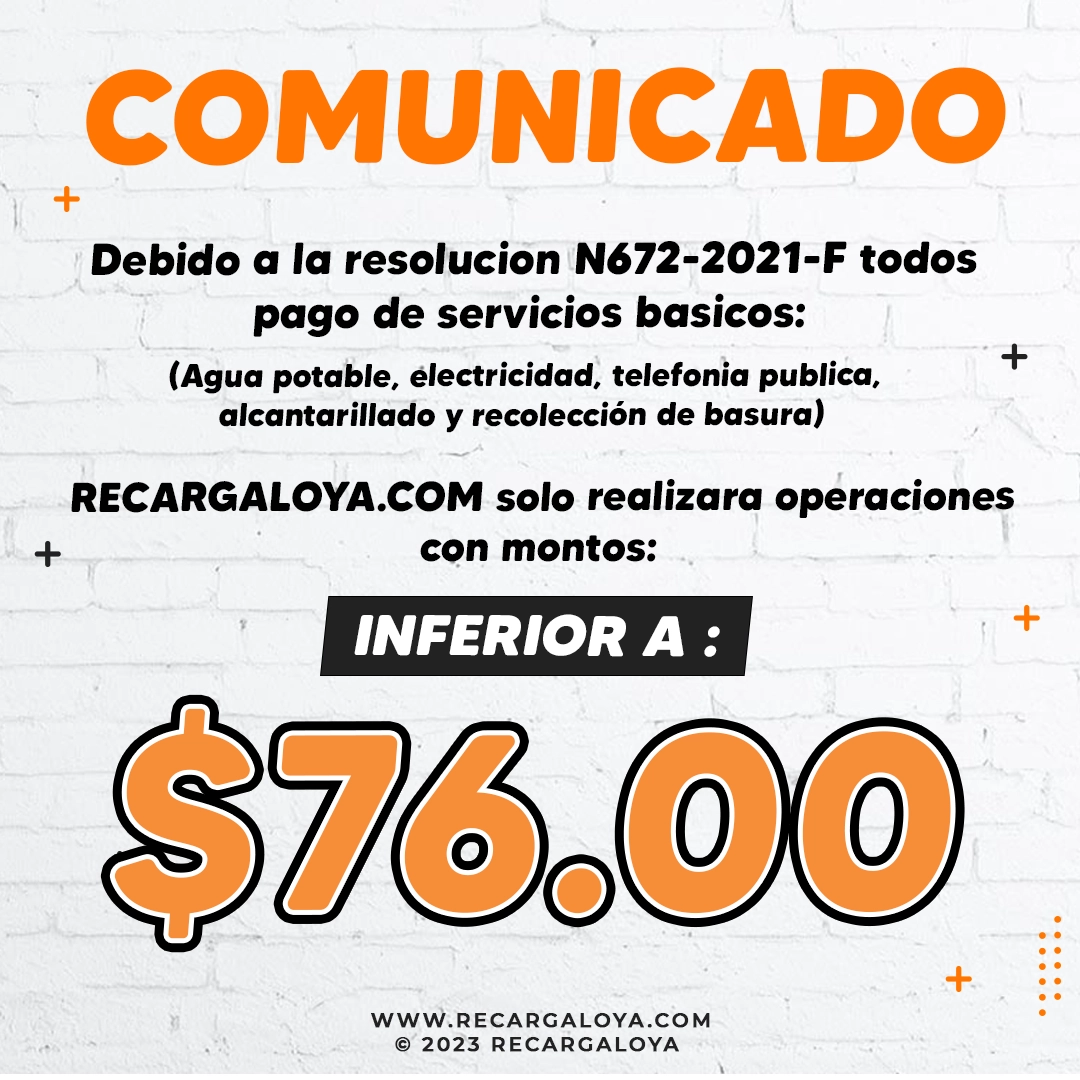 COMUNICADO
Debido a la resolucion N672-2021-F todos
pago de servicios basicos:
(Agua potable, electricidad, telefonia publica,
alcantarillado y recolección de basura)
RECARGALOYA.COM solo realizara operaciones
con montos:
INFERIOR A :
$76.00
WWW.RECARGALOYA.COM
© 2023 RECARGALOYA